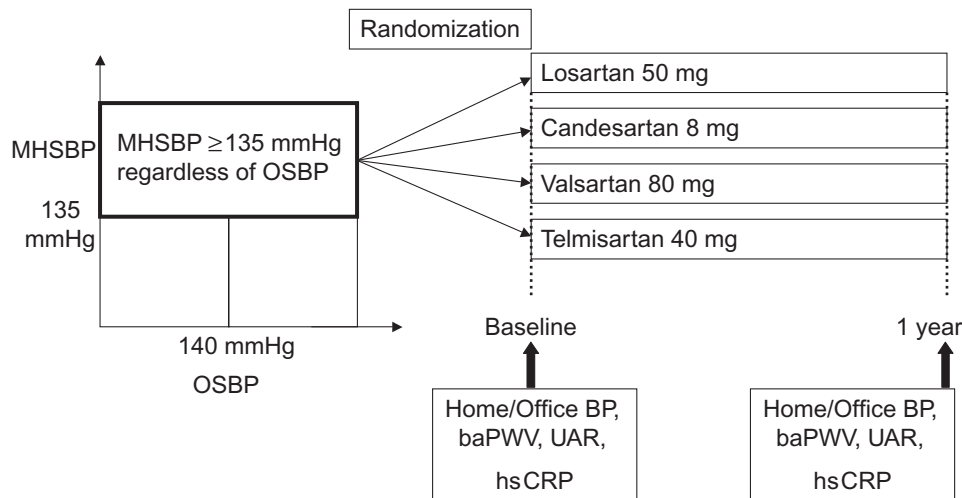 Randomization
Losartan 50 mg
Candesartan 8 mg
Valsartan 80 mg
Telmisartan 40 mg
MHSBP
MHSBP ≥135 mmHg
regardless of OSBP
135
mmHg
140 mmHg
OSBP
Baseline
1 year
Home/Office BP,
baPWV, UAR,
hsCRP
Home/Office BP,
baPWV, UAR,
hsCRP